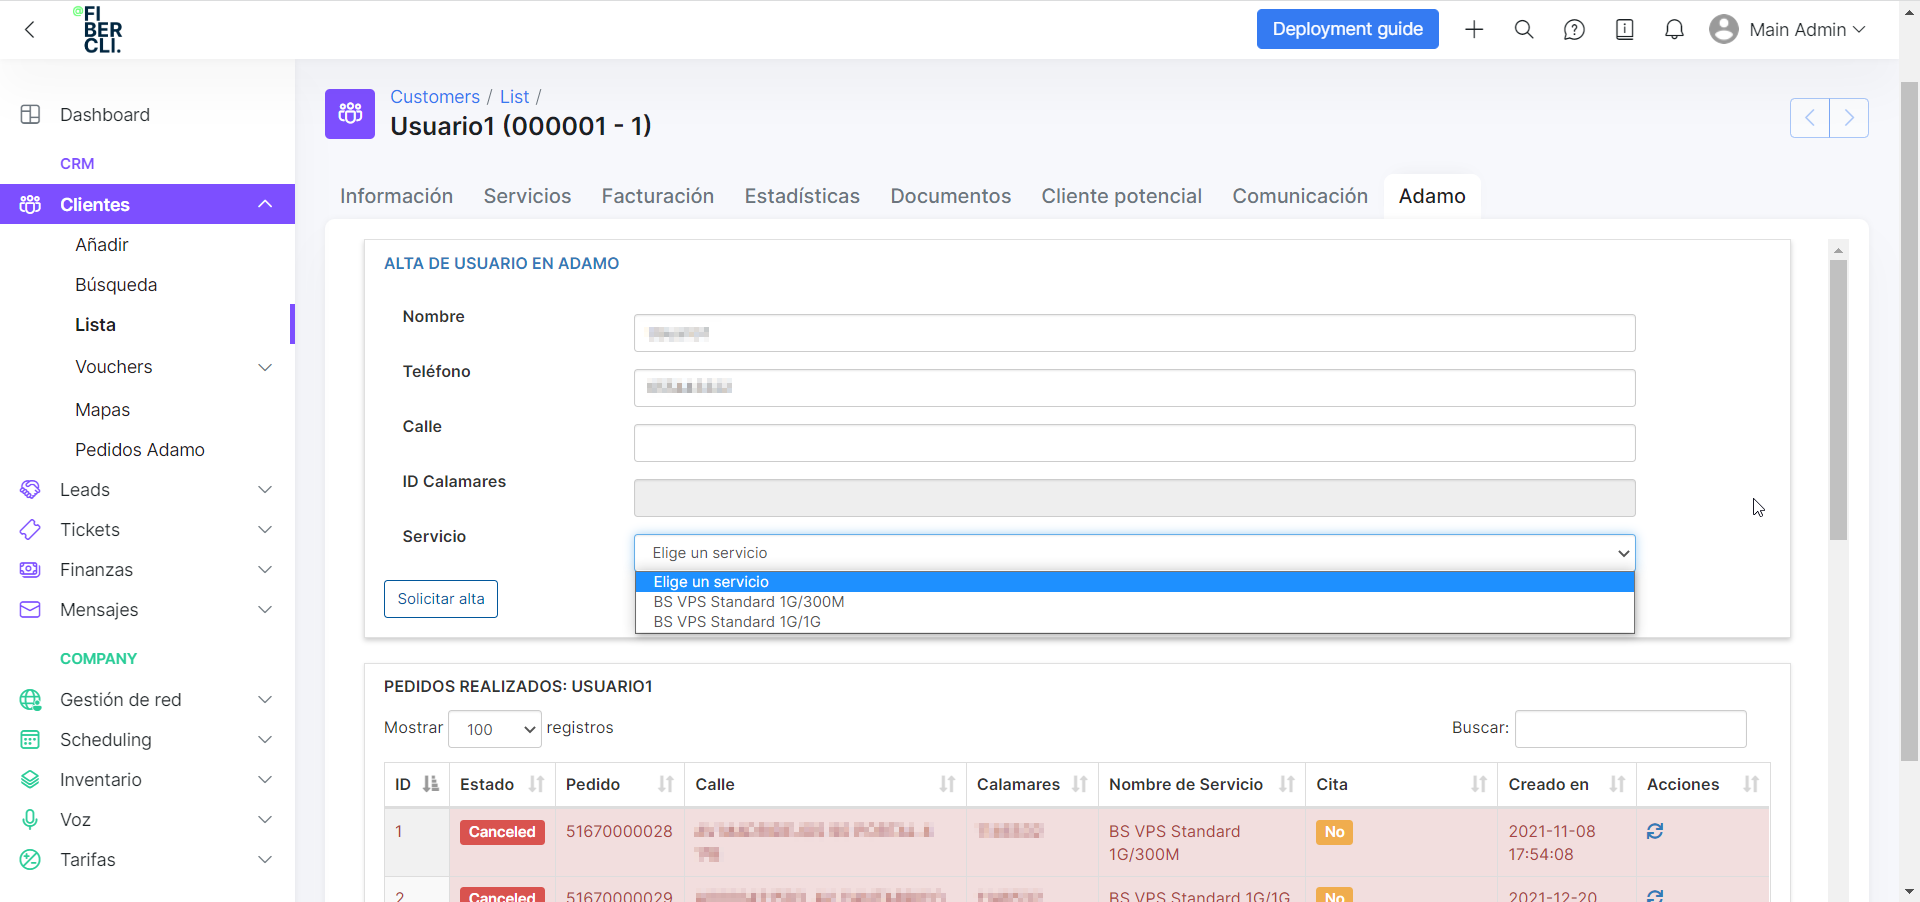 @FI
BER
CLI.
Deployment guide
Main Admin
Dashboard
CRM
Clientes
Añadir
Búsqueda
Lista
Vouchers
Mapas
Pedidos Adamo
Leads
Tickets
Finanzas
Mensajes
COMPANY
Gestión de red
Scheduling
Inventario
Voz
Tarifas
Customers / List /
Usuario1 (000001 - 1)
Información Servicios Facturación Estadísticas Documentos Cliente potencial Comunicación Adamo
ALTA DE USUARIO EN ADAMO
Nombre
Teléfono
Calle
ID Calamares
Servicio
Elige un servicio
Elige un servicio
BS VPS Standard 1G/300M
BS VPS Standard 1G/1G
Solicitar alta
PEDIDOS REALIZADOS: USUARIO1
Mostrar 100 registros
Buscar:
ID Estado Pedido Calle Calamares Nombre de Servicio Cita Creado en Acciones
1 Canceled 51670000028 BS VPS Standard No 2021-11-08
1G/300M 17:54:08
2 Canceled 51670000029 BS VPS Standard 1G/1G No 2021-12-20